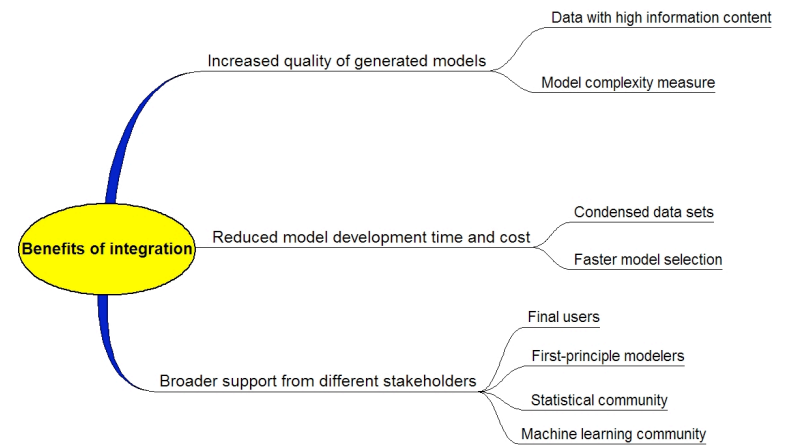 Benefits of integration
Increased quality of generated models
Data with high information content
Model complexity measure
Reduced model development time and cost
Condensed data sets
Faster model selection
Broader support from different stakeholders
Final users
First-principle modelers
Statistical community
Machine learning community